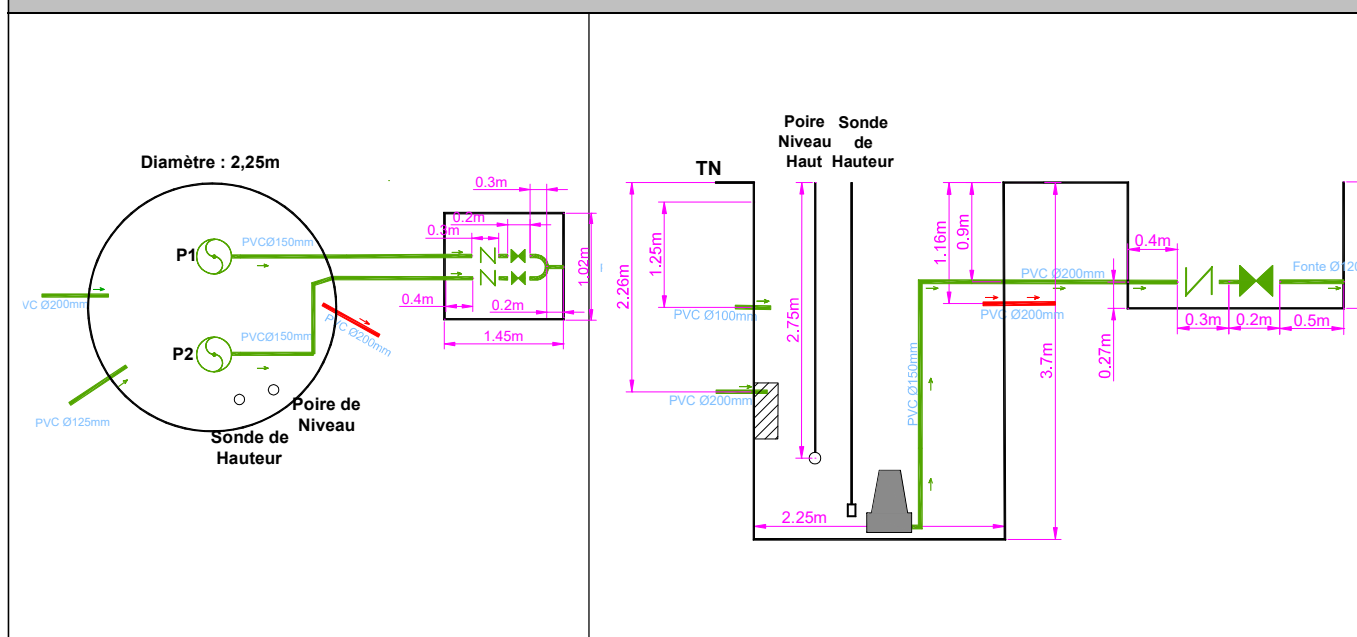 Diamètre : 2,25m
P1
PVCØ150mm
VC Ø200mm
P2
PVCØ150mm
PVC Ø200mm
PVC Ø125mm
Poire de
Niveau
Sonde de
Hauteur
0.3m
0.2m
0.3m
1.02m
0.4m
0.2m
1.45m
TN
Poire
Niveau
Haut
Sonde
de
Hauteur
2.26m
1.25m
PVC Ø100mm
PVC Ø200mm
2.75m
2.25m
PVC Ø150mm
1.16m
0.9m
PVC Ø200mm
PVC Ø200mm
3.7m
0.27m
0.4m
0.3m
0.2m
0.5m
Fonte Ø120